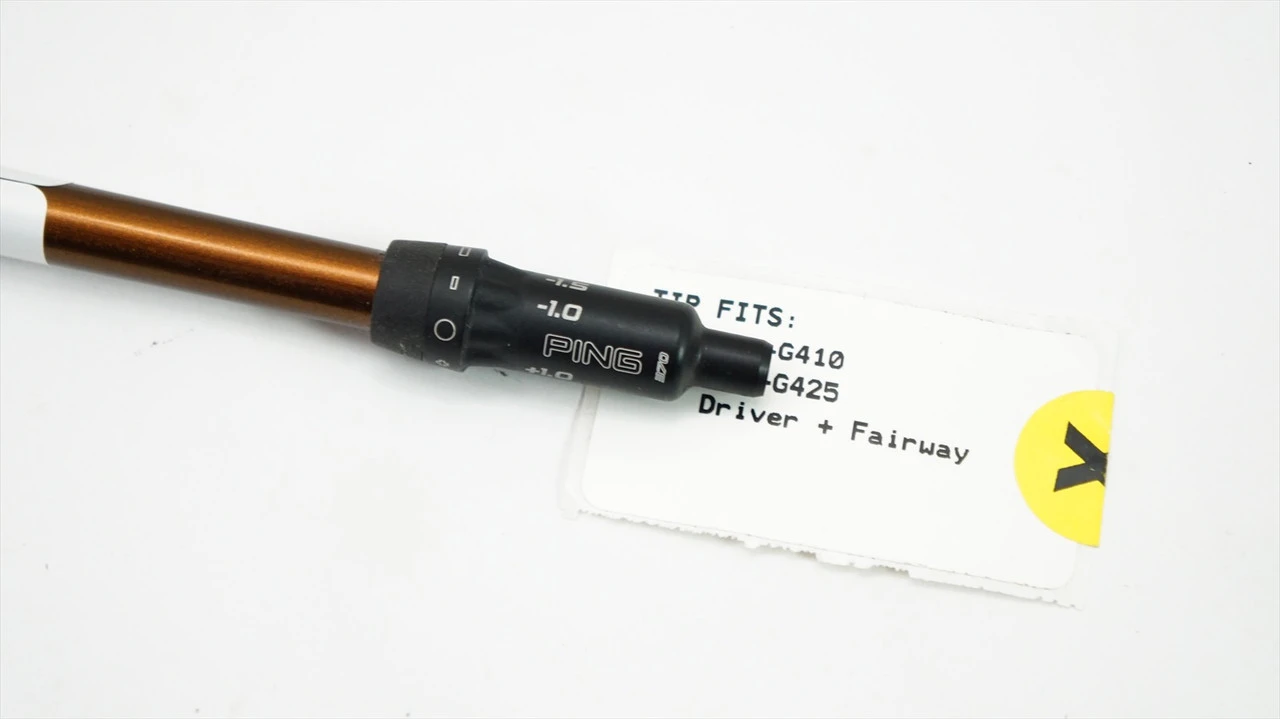 -1.5
-1.0
PING
+1.0
TIP FITS:
-G410
-G425
Driver + Fairway
X